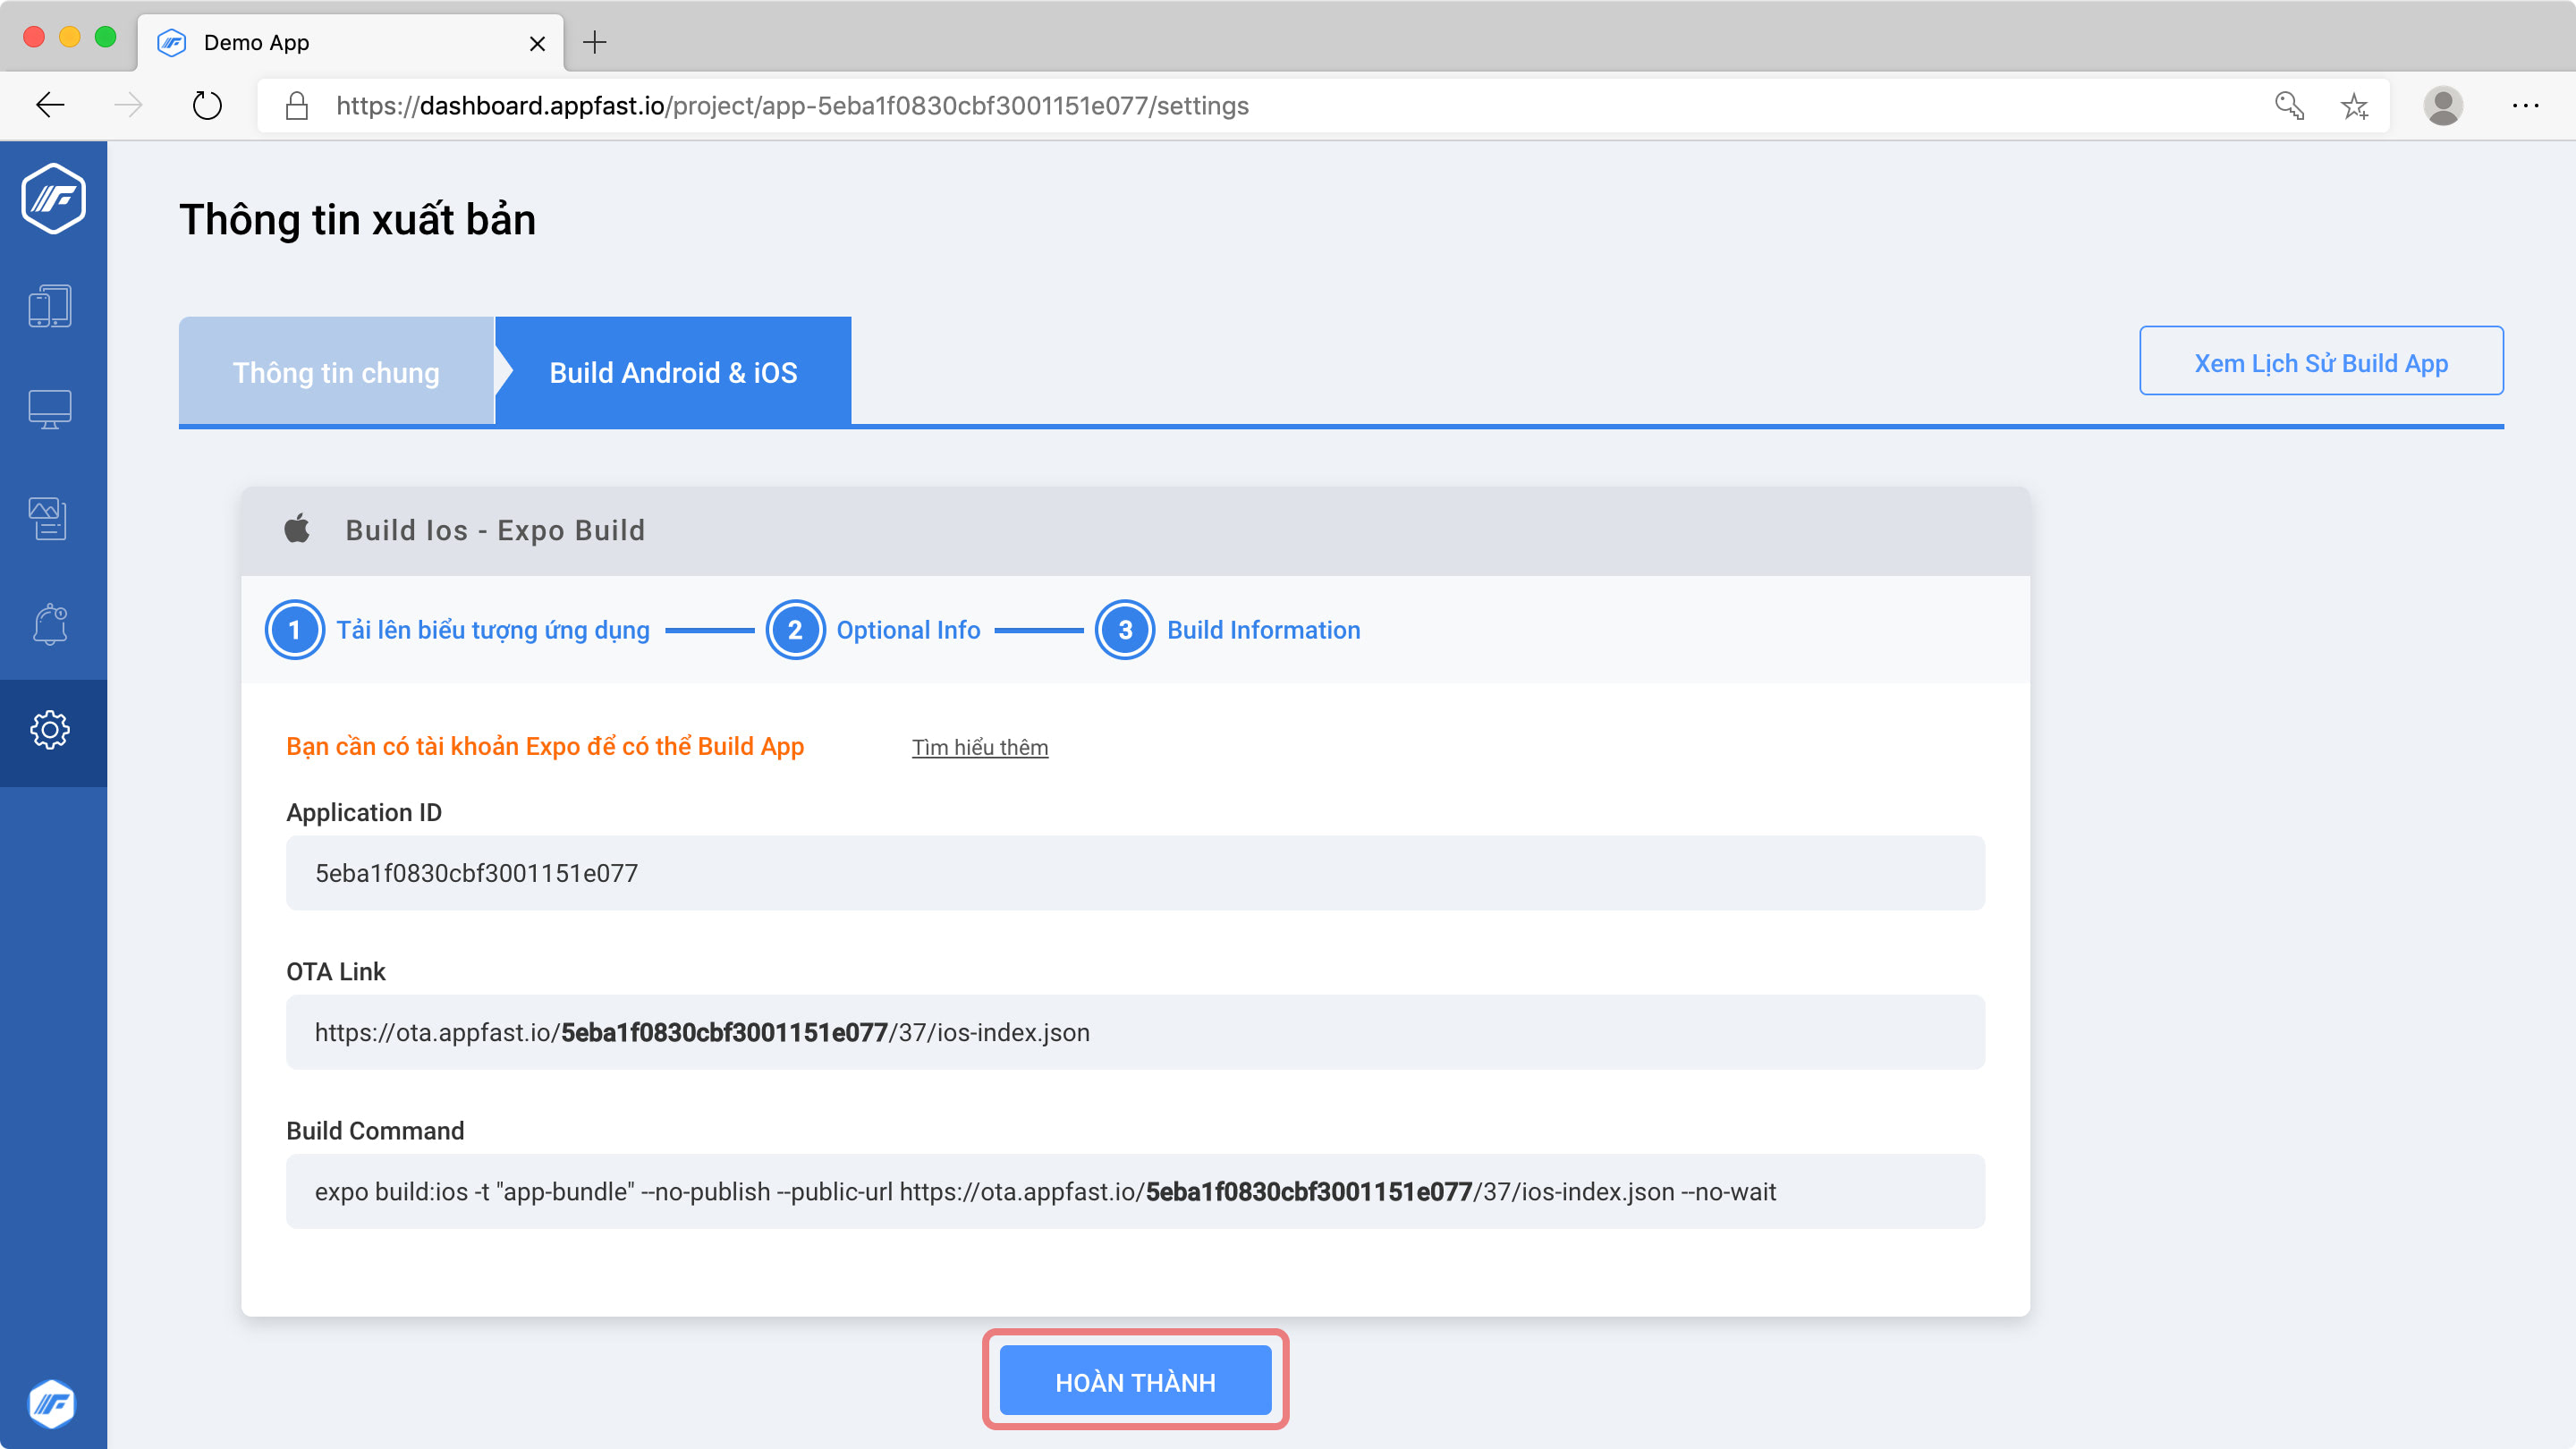 Demo App
https://dashboard.appfast.io/project/app-5eba1f0830cbf3001151e077/settings
Thông tin xuất bản
Thông tin chung
Build Android & iOS
Xem Lịch Sử Build App
Build Ios - Expo Build
1 Tải lên biểu tượng ứng dụng
2 Optional Info
3 Build Information
Bạn cần có tài khoản Expo để có thể Build App
Tìm hiểu thêm
Application ID
5eba1f0830cbf3001151e077
OTA Link
https://ota.appfast.io/5eba1f0830cbf3001151e077/37/ios-index.json
Build Command
expo build:ios -t "app-bundle" --no-publish --public-url https://ota.appfast.io/5eba1f0830cbf3001151e077/37/ios-index.json --no-wait
HOÀN THÀNH